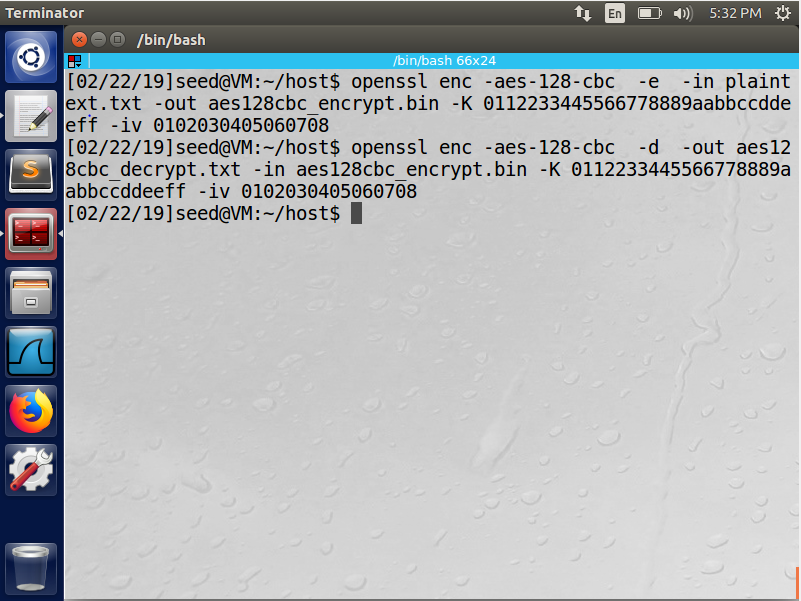 Terminator
En
5:32 PM
/bin/bash
/bin/bash 66x24
[02/22/19]seed@VM:~/host$ openssl enc -aes-128-cbc  -e  -in plaint
ext.txt -out aes128cbc_encrypt.bin -K 0112233445566778889aabbccdde
eff -iv 0102030405060708
[02/22/19]seed@VM:~/host$ openssl enc -aes-128-cbc  -d  -out aes12
8cbc_decrypt.txt -in aes128cbc_encrypt.bin -K 0112233445566778889a
abbccddeeff -iv 0102030405060708
[02/22/19]seed@VM:~/host$